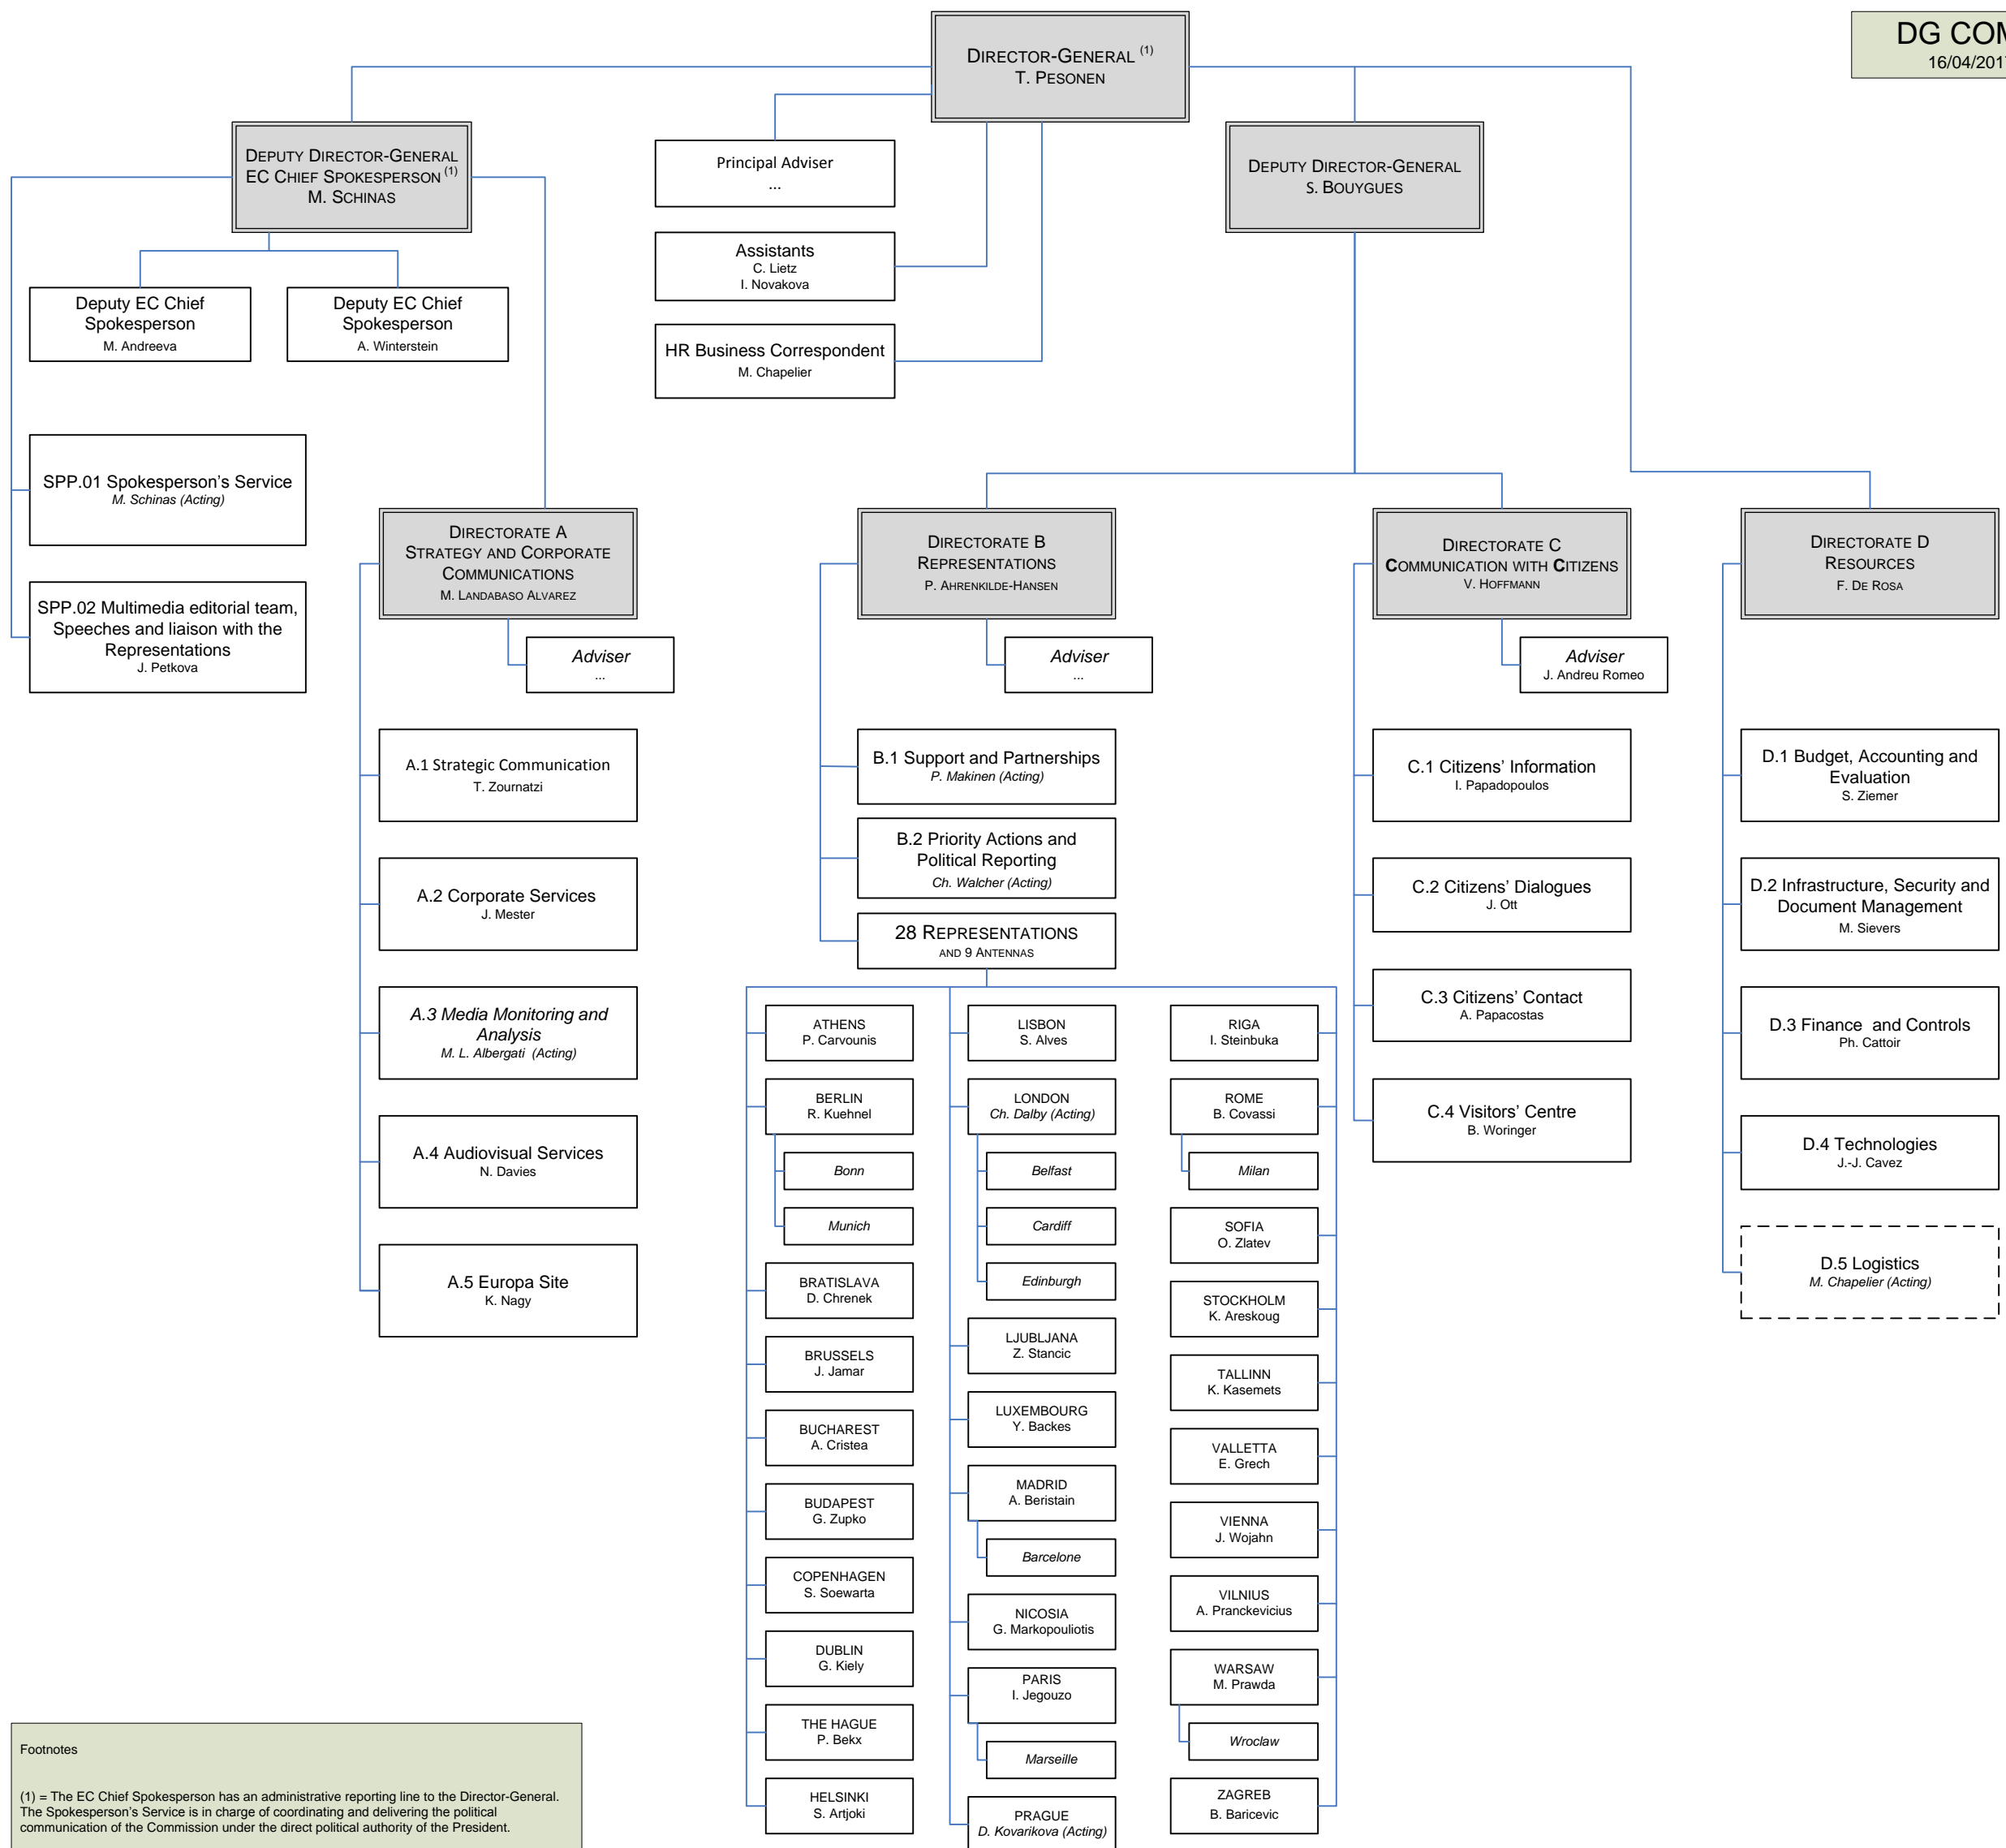 DG COM
16/04/201
DIRECTOR-GENERAL (1)
T. PESONEN
DEPUTY DIRECTOR-GENERAL
EC CHIEF SPOKESPERSON (1)
M. SCHINAS
Principal Adviser
...
DEPUTY DIRECTOR-GENERAL
S. BOUYGUES
Assistants
C. Lietz
I. Novakova
Deputy EC Chief
Spokesperson
M. Andreeva
Deputy EC Chief
Spokesperson
A. Winterstein
HR Business Correspondent
M. Chapelier
SPP.01 Spokesperson's Service
M. Schinas (Acting)
SPP.02 Multimedia editorial team,
Speeches and liaison with the
Representations
J. Petkova
DIRECTORATE A
STRATEGY AND CORPORATE
COMMUNICATIONS
M. LANDABASO ALVAREZ
Adviser
...
A.1 Strategic Communication
T. Zournatzi
A.2 Corporate Services
J. Mester
A.3 Media Monitoring and
Analysis
M. L. Albergati (Acting)
A.4 Audiovisual Services
N. Davies
A.5 Europa Site
K. Nagy
DIRECTORATE B
REPRESENTATIONS
P. AHRENKILDE-HANSEN
Adviser
...
B.1 Support and Partnerships
P. Makinen (Acting)
B.2 Priority Actions and
Political Reporting
Ch. Walcher (Acting)
28 REPRESENTATIONS
AND 9 ANTENNAS
ATHENS
P. Carvounis
BERLIN
R. Kuehnel
Bonn
Munich
BRATISLAVA
D. Chrenek
BRUSSELS
J. Jamar
BUCHAREST
A. Cristea
BUDAPEST
G. Zupko
COPENHAGEN
S. Soewarta
DUBLIN
G. Kiely
THE HAGUE
P. Bekx
HELSINKI
S. Artjoki
LISBON
S. Alves
LONDON
Ch. Dalby (Acting)
Belfast
Cardiff
Edinburgh
LJUBLJANA
Z. Stancic
LUXEMBOURG
Y. Backes
MADRID
A. Beristain
Barcelone
NICOSIA
G. Markopouliotis
PARIS
I. Jegouzo
Marseille
PRAGUE
D. Kovarikova (Acting)
RIGA
I. Steinbuka
ROME
B. Covassi
Milan
SOFIA
O. Zlatev
STOCKHOLM
K. Areskoug
TALLINN
K. Kasemets
VALLETTA
E. Grech
VIENNA
J. Wojahn
VILNIUS
A. Pranckevicius
WARSAW
M. Prawda
Wroclaw
ZAGREB
B. Baricevic
DIRECTORATE C
COMMUNICATION WITH CITIZENS
V. HOFFMANN
Adviser
J. Andreu Romeo
C.1 Citizens' Information
I. Papadopoulos
C.2 Citizens' Dialogues
J. Ott
C.3 Citizens' Contact
A. Papacostas
C.4 Visitors' Centre
B. Woringer
DIRECTORATE D
RESOURCES
F. DE ROSA
D.1 Budget, Accounting and
Evaluation
S. Ziemer
D.2 Infrastructure, Security and
Document Management
M. Sievers
D.3 Finance and Controls
Ph. Cattoir
D.4 Technologies
J.-J. Cavez
D.5 Logistics
M. Chapelier (Acting)
Footnotes
(1) = The EC Chief Spokesperson has an administrative reporting line to the Director-General.
The Spokesperson's Service is in charge of coordinating and delivering the political
communication of the Commission under the direct political authority of the President.